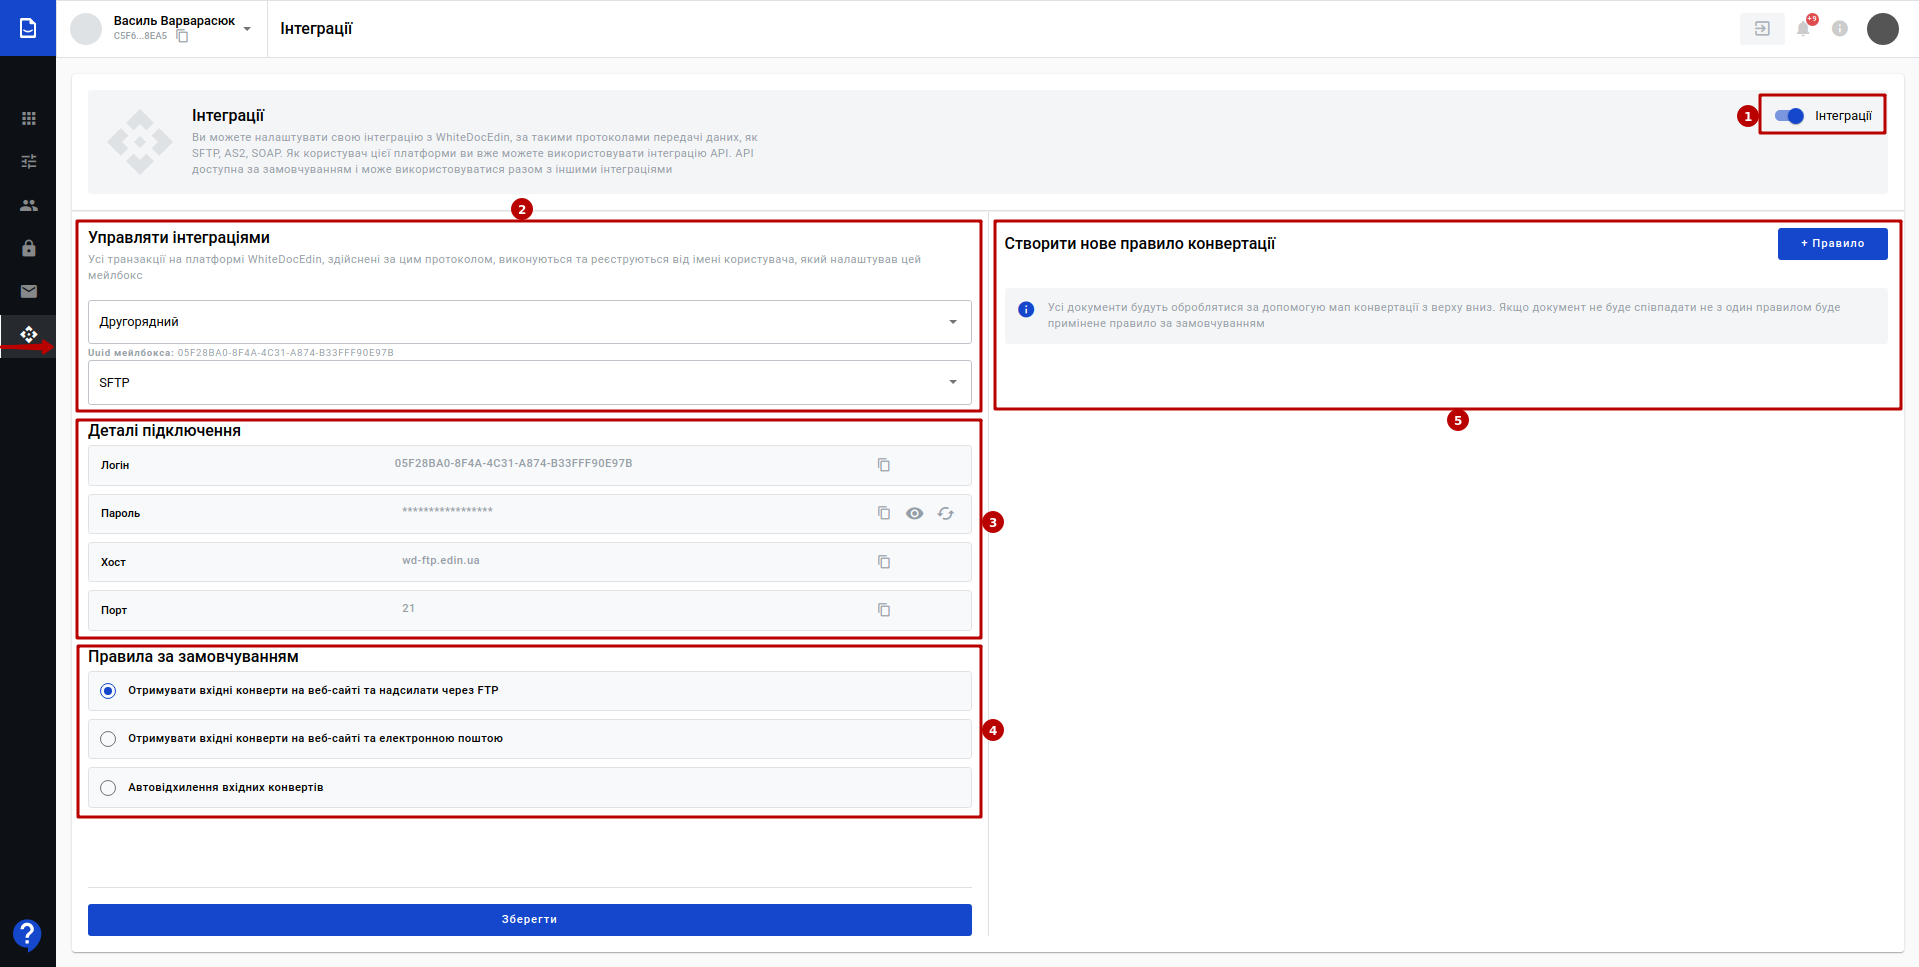 Василь Варварасюк
C5F6...8EA5
Інтеграції
+9
Інтеграції
Ви можете налаштувати свою інтеграцію з WhiteDocEdin, за такими протоколами передачі даних, як
SFTP, AS2, SOAP. Як користувач цієї платформи ви вже можете використовувати інтеграцію API. API
доступна за замовчуванням і може використовуватися разом з іншими інтеграціями
1
Інтеграції
2
Управляти інтеграціями
Усі транзакції на платформі WhiteDocEdin, здійснені за цим протоколом, виконуються та реєструються від імені користувача, який налаштував цей
мейлбокс
Другорядний
Uuid мейлбокса: 05F28BA0-8F4A-4C31-A874-B33FFF90E97B
SFTP
Деталі підключення
Логін
05F28BA0-8F4A-4C31-A874-B33FFF90E97B
Пароль
*****************
3
Хост
wd-ftp.edin.ua
Порт
21
Правила за замовчуванням
Отримувати вхідні конверти на веб-сайті та надсилати через FTP
Отримувати вхідні конверти на веб-сайті та електронною поштою
4
Автовідхилення вхідних конвертів
Зберегти
Створити нове правило конвертації
+ Правило
Усі документи будуть оброблятися за допомогую мап конвертації з верху вниз. Якщо документ не буде співпадати не з один правилом буде
примінене правило за замовчуванням
5
?